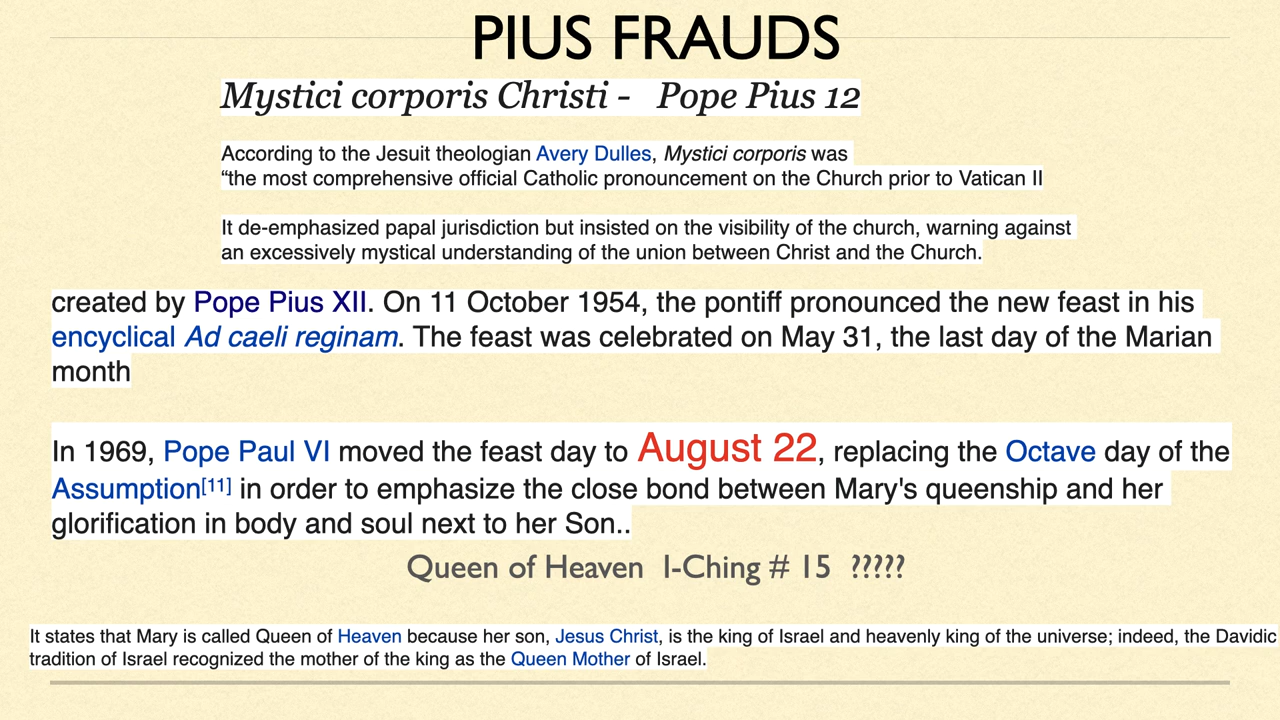 PIUS FRAUDS
Mystici corporis Christi - Pope Pius 12
According to the Jesuit theologian Avery Dulles, Mystici corporis was
“the most comprehensive official Catholic pronouncement on the Church prior to Vatican II
It de-emphasized papal jurisdiction but insisted on the visibility of the church, warning against
an excessively mystical understanding of the union between Christ and the Church.
created by Pope Pius XII. On 11 October 1954, the pontiff pronounced the new feast in his
encyclical Ad caeli reginam. The feast was celebrated on May 31, the last day of the Marian
month
In 1969, Pope Paul VI moved the feast day to August 22, replacing the Octave day of the
Assumption[11] in order to emphasize the close bond between Mary's queenship and her
glorification in body and soul next to her Son..
Queen of Heaven I-Ching # 15 ?????
It states that Mary is called Queen of Heaven because her son, Jesus Christ, is the king of Israel and heavenly king of the universe; indeed, the Davidic
tradition of Israel recognized the mother of the king as the Queen Mother of Israel.